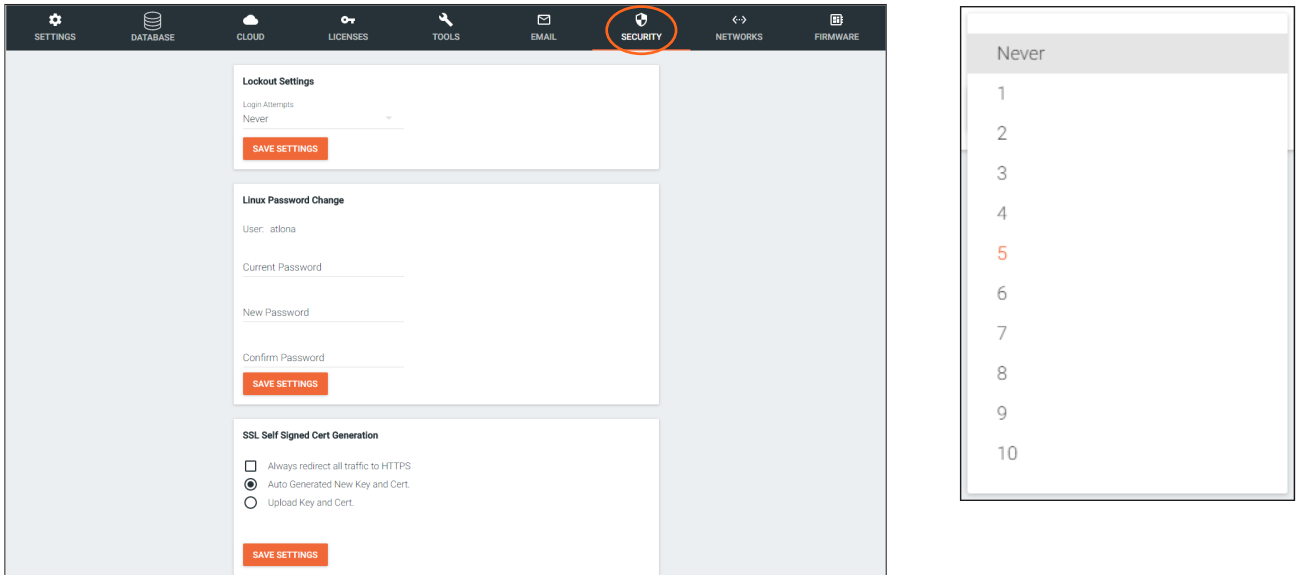 SETTINGS DATABASE CLOUD LICENSES TOOLS EMAIL SECURITY NETWORKS FIRMWARE
Lockout Settings
Login Attempts
Never
SAVE SETTINGS
Linux Password Change
User: atlona
Current Password
New Password
Confirm Password
SAVE SETTINGS
SSL Self Signed Cert Generation
Always redirect all traffic to HTTPS
Auto Generated New Key and Cert.
Upload Key and Cert.
SAVE SETTINGS
Never
1
2
3
4
5
6
7
8
9
10